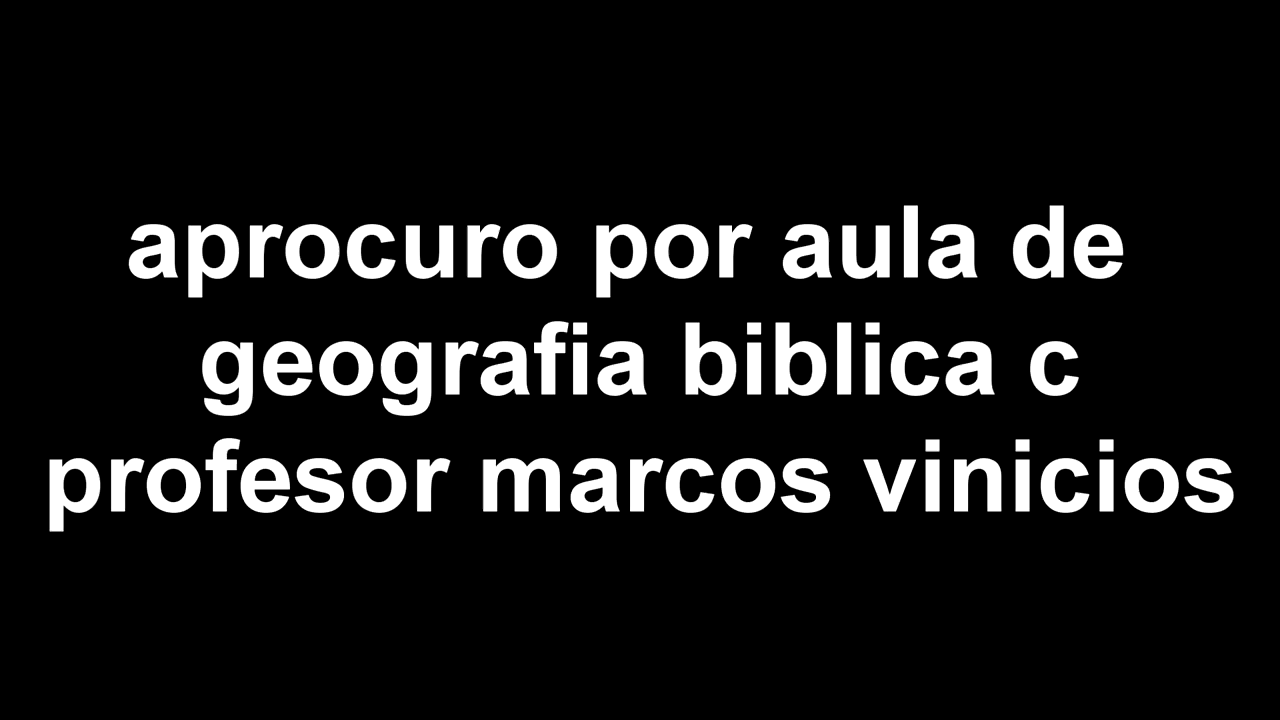 aprocuro por aula de
geografia biblica c
profesor marcos vinicios